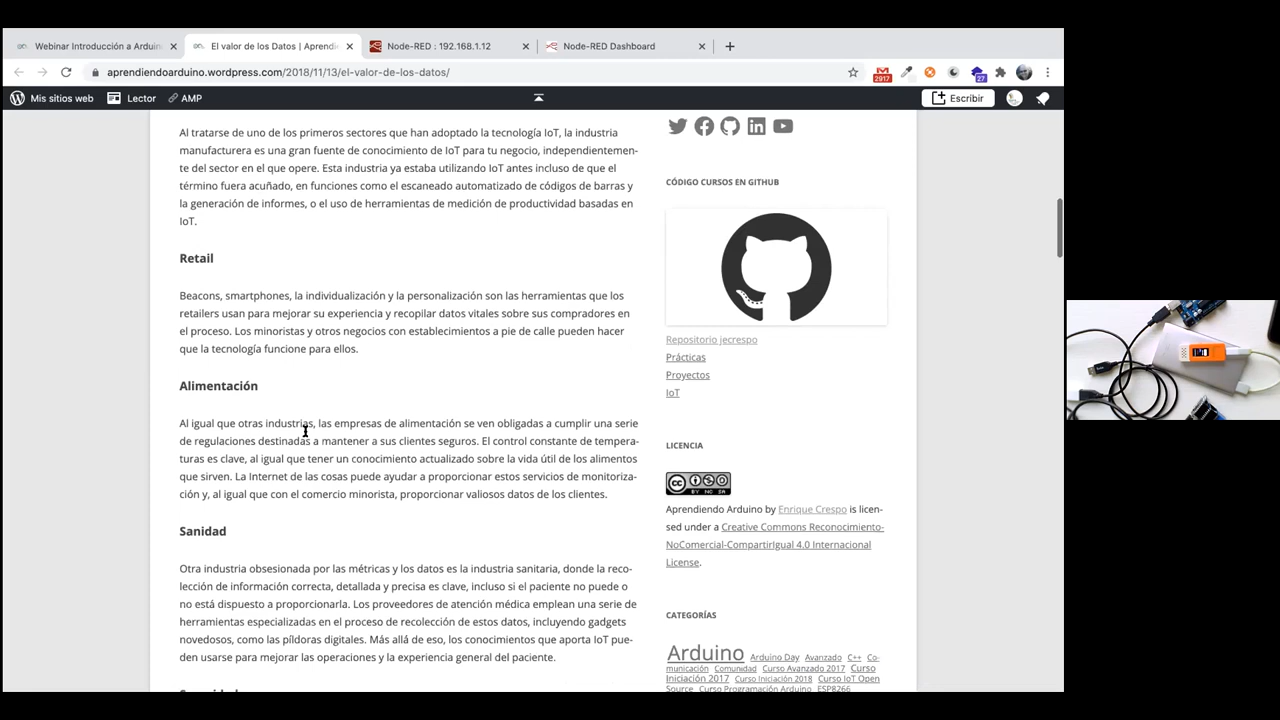 Webinar Introducción a Arduin
El valor de los Datos | Aprendi
Node-RED : 192.168.1.12
Node-RED Dashboard
aprendiendoarduino.wordpress.com/2018/11/13/el-valor-de-los-datos/
2917
27
Mis sitios web
Lector
AMP
Escribir
Al tratarse de uno de los primeros sectores que han adoptado la tecnología IoT, la industria
manufacturera es una gran fuente de conocimiento de IoT para tu negocio, independientemen-
te del sector en el que opere. Esta industria ya estaba utilizando IoT antes incluso de que el
término fuera acuñado, en funciones como el escaneado automatizado de códigos de barras y
la generación de informes, o el uso de herramientas de medición de productividad basadas en
IoT.
Retail
Beacons, smartphones, la individualización y la personalización son las herramientas que los
retailers usan para mejorar su experiencia y recopilar datos vitales sobre sus compradores en
el proceso. Los minoristas y otros negocios con establecimientos a pie de calle pueden hacer
que la tecnología funcione para ellos.
Alimentación
Al igual que otras industrias, las empresas de alimentación se ven obligadas a cumplir una serie
de regulaciones destinadas a mantener a sus clientes seguros. El control constante de tempera-
turas es clave, al igual que tener un conocimiento actualizado sobre la vida útil de los alimentos
que sirven. La Internet de las cosas puede ayudar a proporcionar estos servicios de monitoriza-
ción y, al igual que con el comercio minorista, proporcionar valiosos datos de los clientes.
Sanidad
Otra industria obsesionada por las métricas y los datos es la industria sanitaria, donde la reco-
lección de información correcta, detallada y precisa es clave, incluso si el paciente no puede o
no está dispuesto a proporcionarla. Los proveedores de atención médica emplean una serie de
herramientas especializadas en el proceso de recolección de estos datos, incluyendo gadgets
novedosos, como las píldoras digitales. Más allá de eso, los conocimientos que aporta IoT pue-
den usarse para mejorar las operaciones y la experiencia general del paciente.
CÓDIGO CURSOS EN GITHUB
Repositorio jecrespo
Prácticas
Proyectos
IoT
LICENCIA
cc
BY NC SA
Aprendiendo Arduino by Enrique Crespo is licen-
sed under a Creative Commons Reconocimiento-
NoComercial-CompartirIgual 4.0 Internacional
License.
CATEGORÍAS
Arduino Arduino Day Avanzado C++ Co-
municación Comunidad Curso Avanzado 2017 Curso
Iniciación 2017 Curso Iniciación 2018 Curso IoT Open
Source Curso Programación Arduino ESP8266